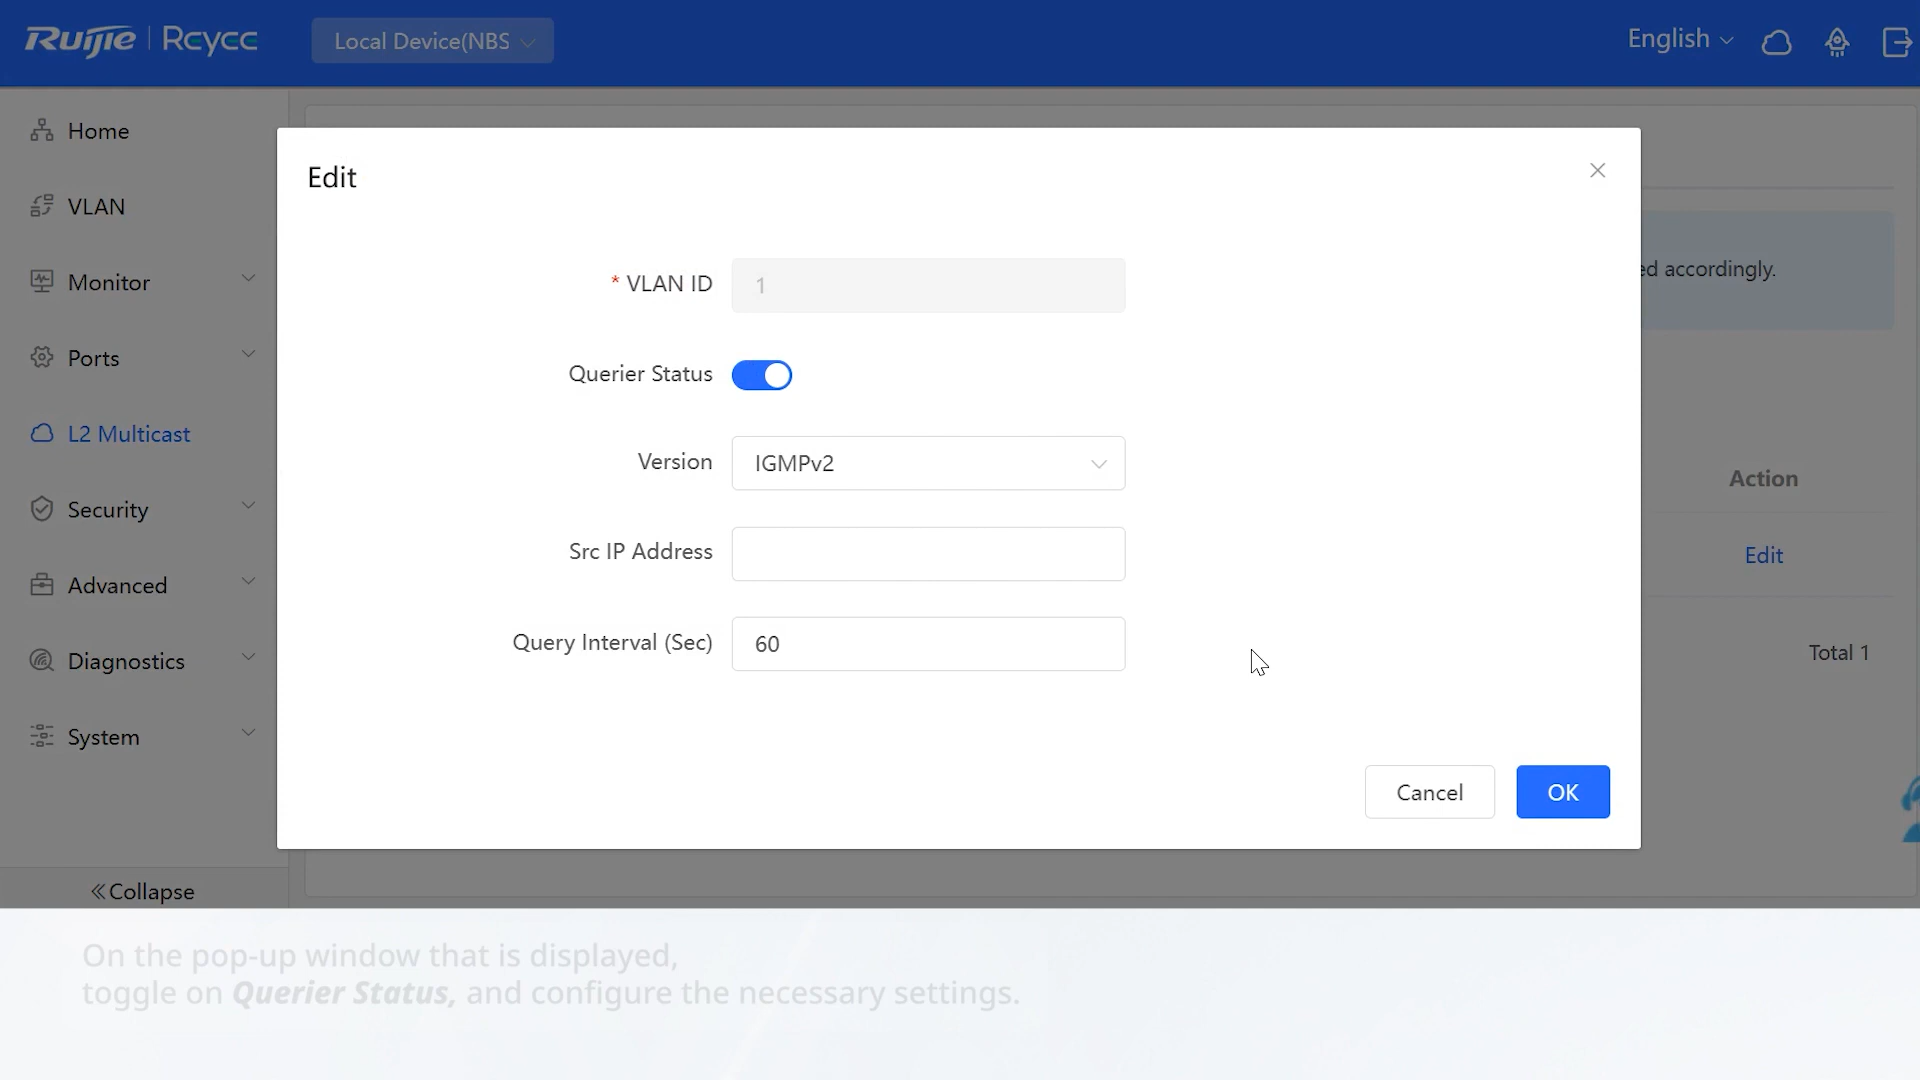 Ruijie | Rcycc
Local Device(NBS
English
Home
VLAN
Monitor
Ports
L2 Multicast
Security
Advanced
Diagnostics
System
Collapse
Edit
* VLAN ID
1
Querier Status
Version
IGMPv2
Src IP Address
Query Interval (Sec)
60
Cancel
OK
ed accordingly.
Action
Edit
Total 1
On the pop-up window that is displayed,
toggle on Querier Status, and configure the necessary settings.